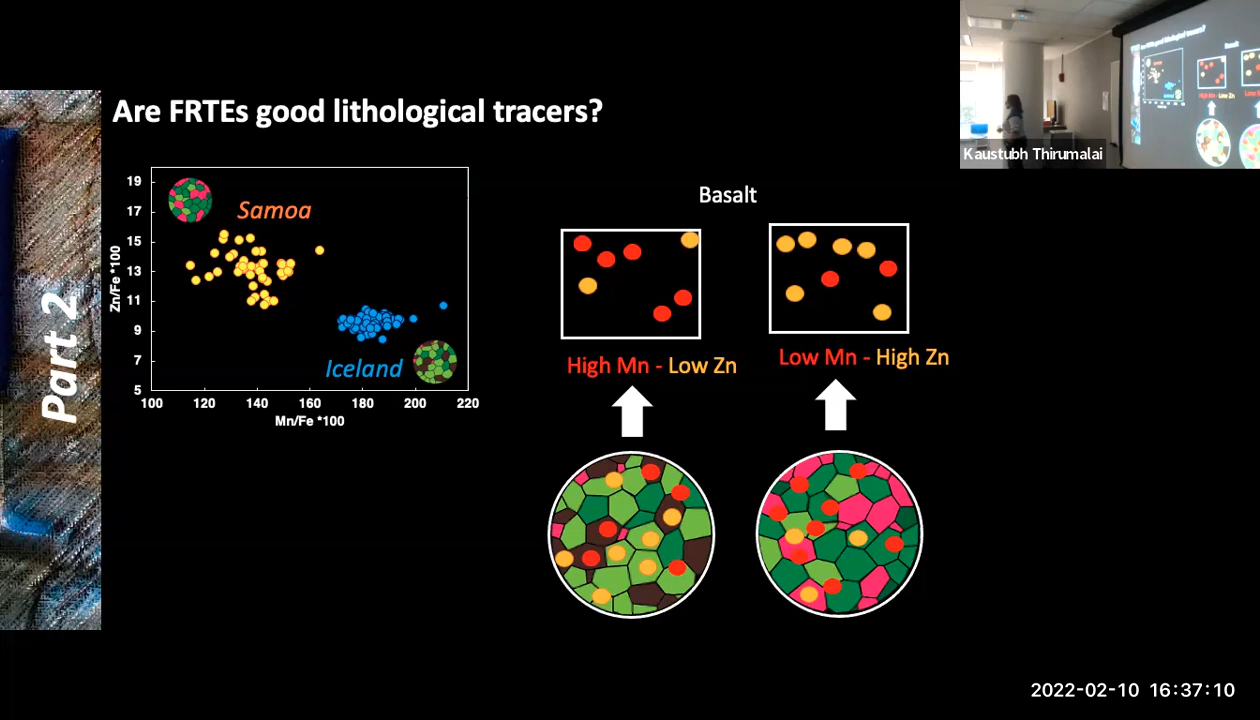 Are FRTEs good lithological tracers?
Part 2
Zn/Fe *100
19
17
15
13
11
9
7
5
Samoa
Iceland
100 120 140 160 180 200 220
Mn/Fe *100
Basalt
High Mn - Low Zn
Low Mn - High Zn
Kaustubh Thirumalai
2022-02-10 16:37:10